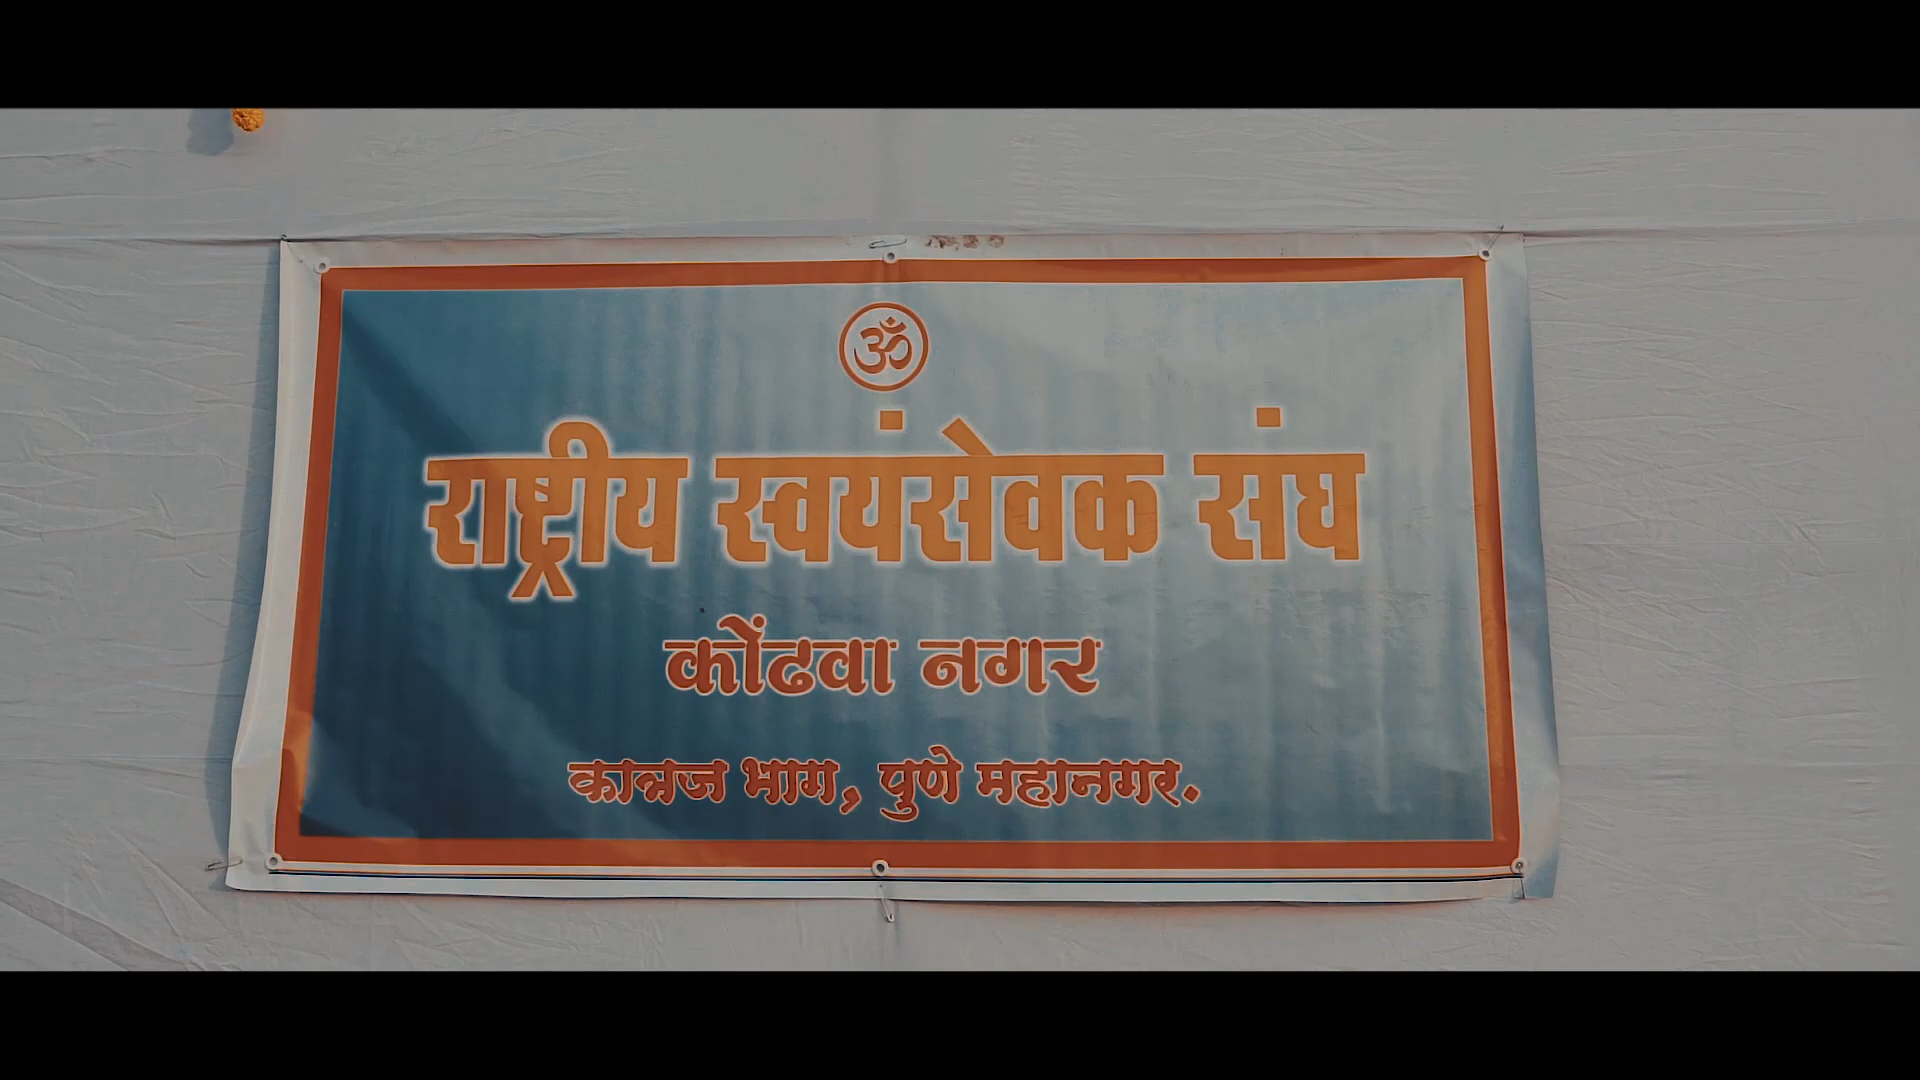 ॐ
राष्ट्रीय स्वयंसेवक संघ
कोंढवा नगर
कात्रज भाग, पुणे महानगर.